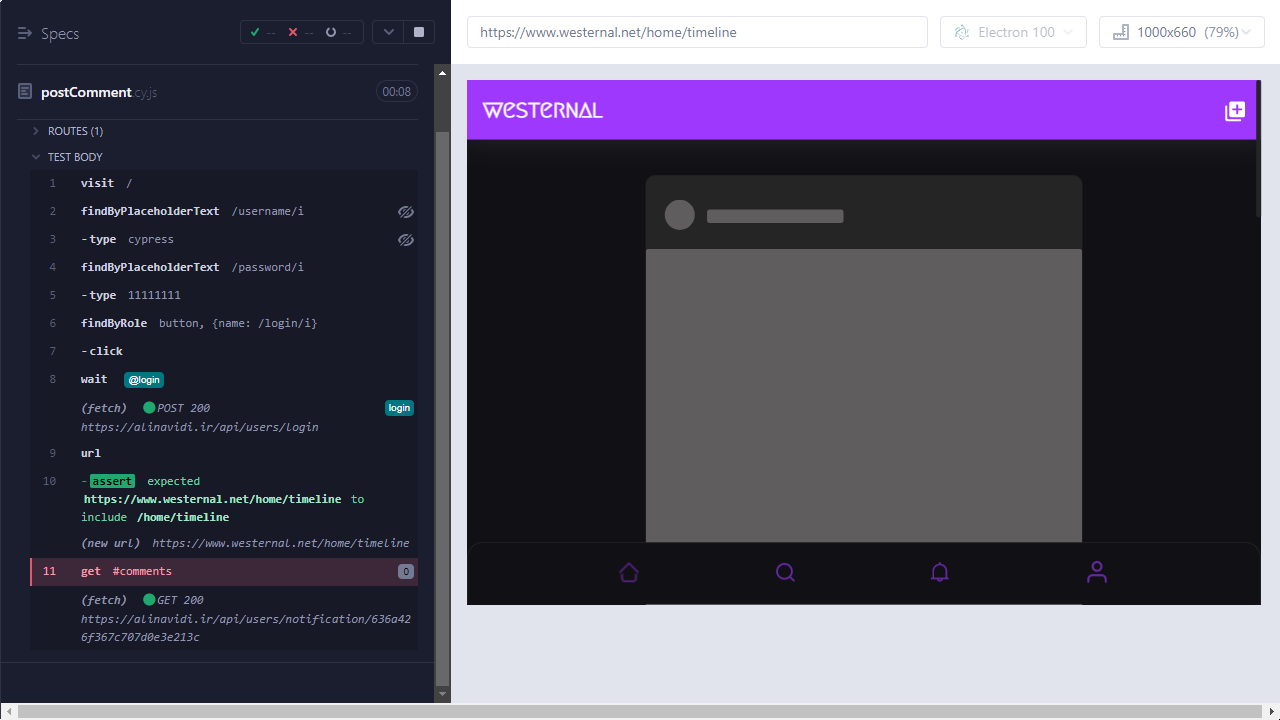 Specs
-- -- --
https://www.westernal.net/home/timeline
Electron 100
1000x660 (79%)
postComment.cy.js
00:08
WESTERNAL
ROUTES (1)
TEST BODY
1 visit /
2 findByPlaceholderText /username/i
3 -type cypress
4 findByPlaceholderText /password/i
5 -type 11111111
6 findByRole button, {name: /login/i}
7 -click
8 wait @login
(fetch) POST 200 login
https://alinavidi.ir/api/users/login
9 url
10 -assert expected
https://www.westernal.net/home/timeline to
include /home/timeline
(new url) https://www.westernal.net/home/timeline
11 get #comments 0
(fetch) GET 200
https://alinavidi.ir/api/users/notification/636a42
6f367c707d0e3e213c